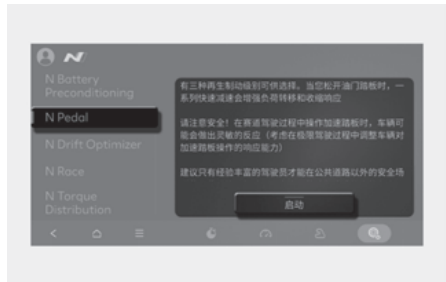 N
N Battery
Preconditioning
N Pedal
N Drift Optimizer
N Race
N Torque
Distribution
有三种再生制动级别可供选择。当您松开油门踏板时，一
系列快速减速会增强负荷转移和收缩响应
请注意安全！在赛道驾驶过程中操作加速踏板时，车辆可
能会做出灵敏的反应（考虑在极限驾驶过程中调整车辆对
加速踏板操作的响应能力）
建议只有经验丰富的驾驶员才能在公共道路以外的安全场
启动